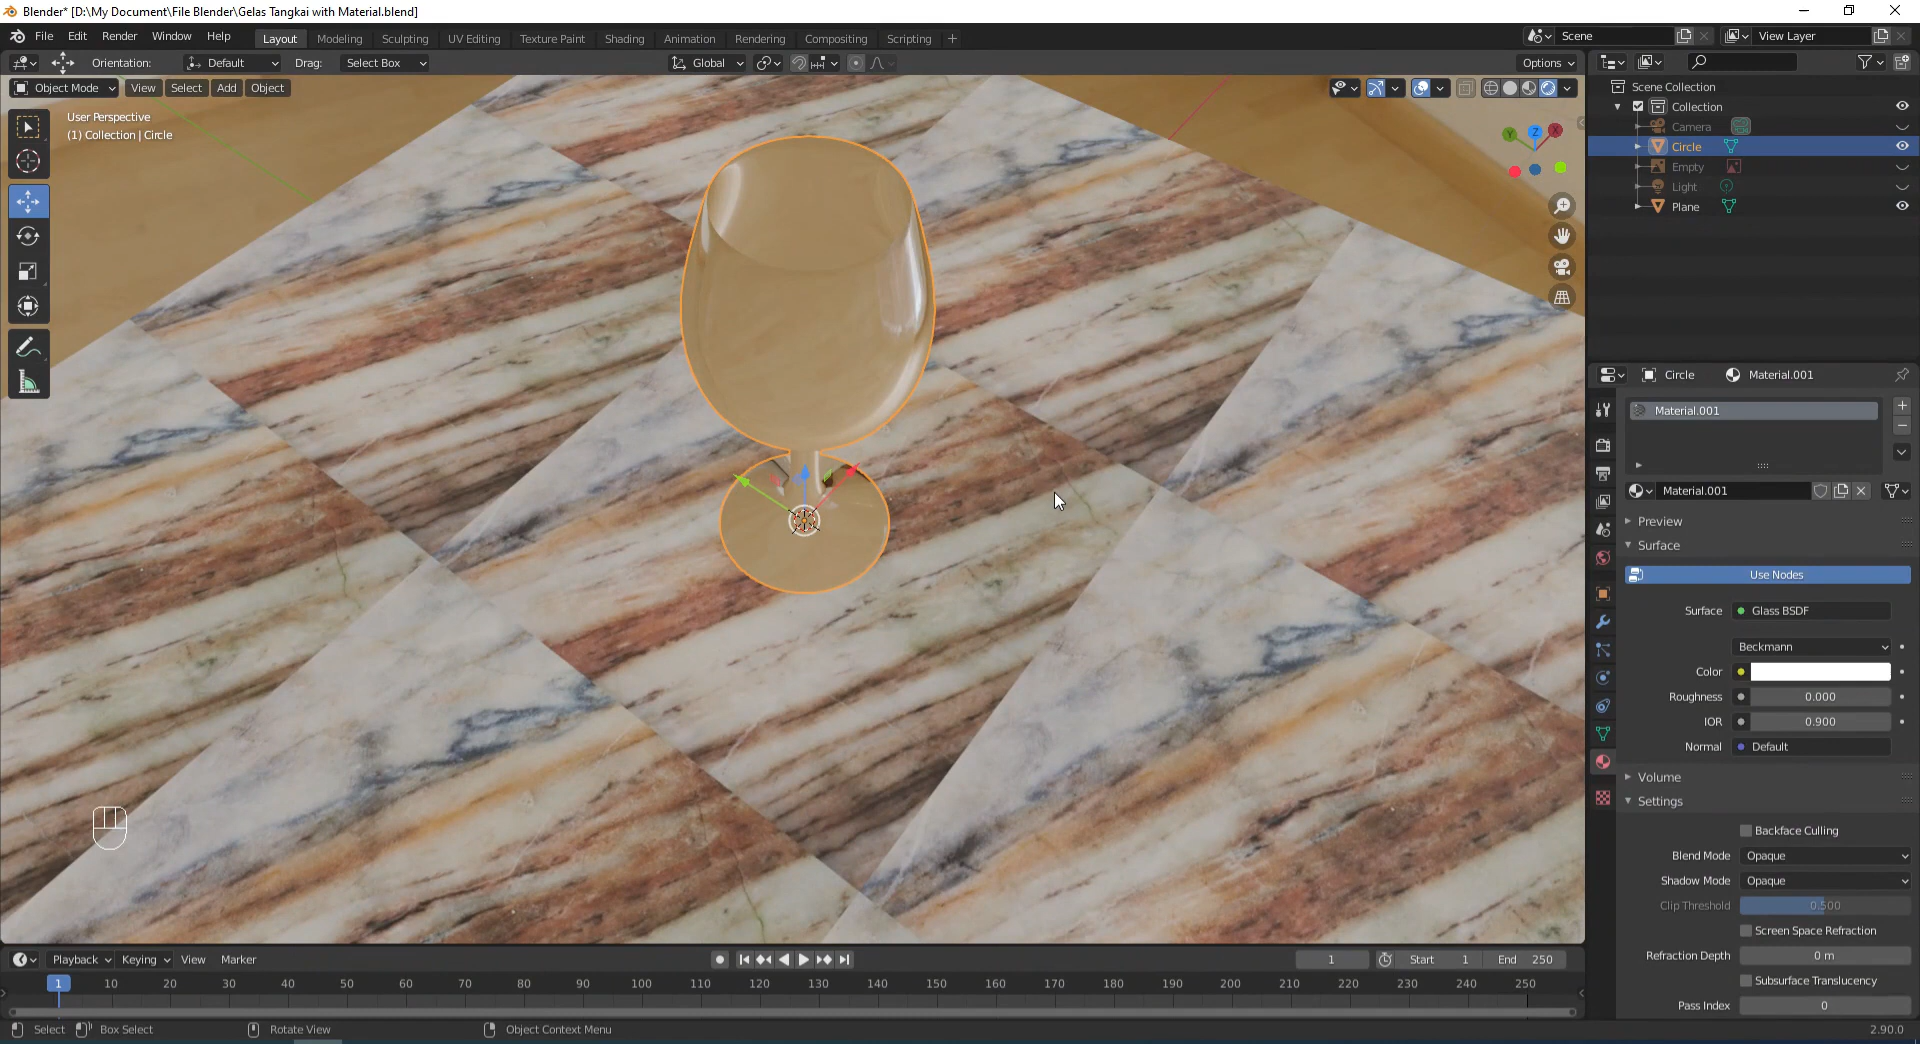 Blender* [D:\My Document\File Blender\Gelas Tangkai with Material.blend]
File Edit Render Window Help
Layout Modeling Sculpting UV Editing Texture Paint Shading Animation Rendering Compositing Scripting +
Scene
View Layer
Orientation: Default Drag: Select Box
Global
Options
Object Mode View Select Add Object
User Perspective
(1) Collection | Circle
Y Z X
Scene Collection
Collection
Camera
Circle
Empty
Light
Plane
Circle Material.001
Material.001
Material.001
Preview
Surface
Use Nodes
Surface Glass BSDF
Beckmann
Color
Roughness 0.000
IOR 0.900
Normal Default
Volume
Settings
Backface Culling
Blend Mode Opaque
Shadow Mode Opaque
Clip Threshold 0.500
Screen Space Refraction
Refraction Depth 0 m
Subsurface Translucency
Pass Index 0
Playback Keying View Marker
1 Start 1 End 250
1 10 20 30 40 50 60 70 80 90 100 110 120 130 140 150 160 170 180 190 200 210 220 230 240 250
Select Box Select Rotate View Object Context Menu
2.90.0